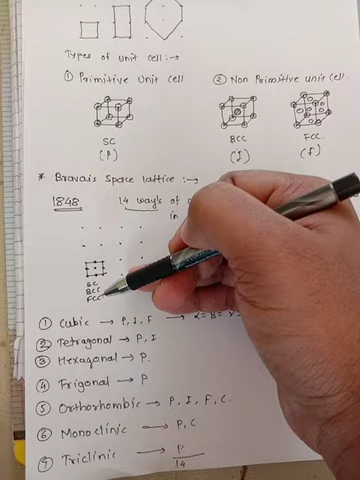 Types of Unit cell:→
① Primitive Unit cell
② Non Primitive unit cell.
SC
(P)
BCC
(I)
FCC.
(F)
* Bravais Space lattice :→
1848
14 way's of
in
SC
BCC
FCC
① Cubic → P, I, F → α = β = γ
② Tetragonal → P, I
③ Hexagonal → P.
④ Trigonal → P
⑤ Orthorhombic → P, I, F, C.
⑥ Monoclinic → P, C
⑦ Triclinic → P
14